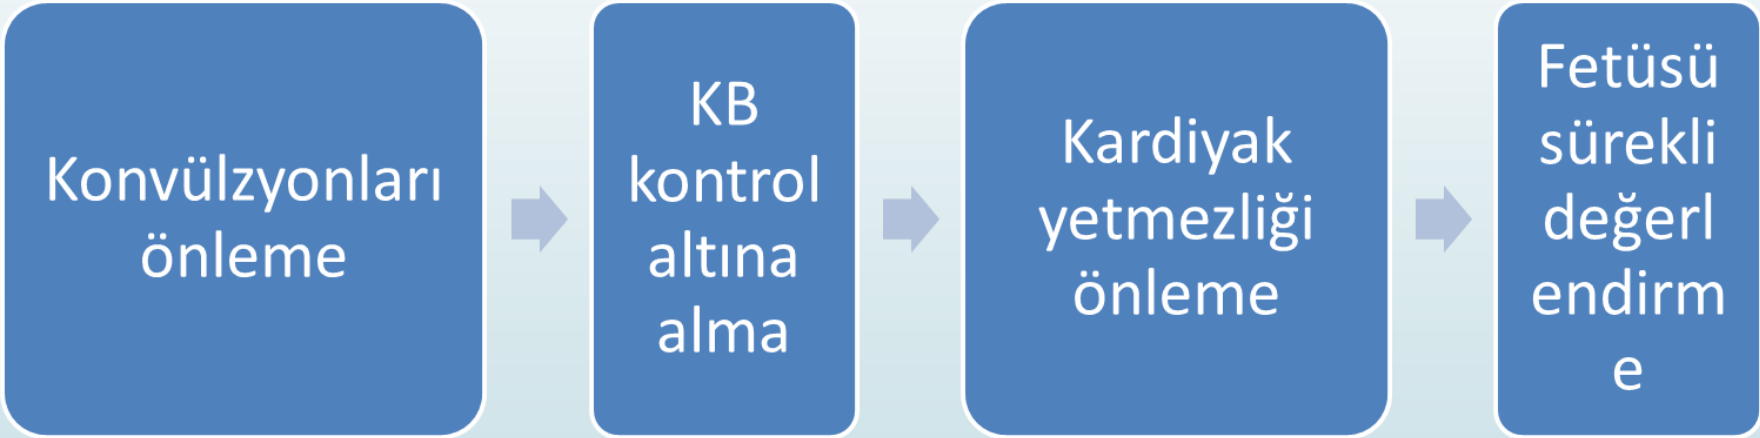 Konvülzyonları
önleme
KB
kontrol
altına
alma
Kardiyak
yetmezliği
önleme
Fetüsü
sürekli
değerl
endirm
e